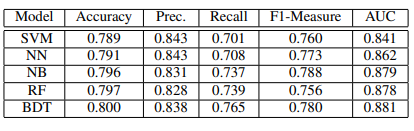 Model Accuracy Prec. Recall F1-Measure AUC
SVM 0.789 0.843 0.701 0.760 0.841
NN 0.791 0.843 0.708 0.773 0.862
NB 0.796 0.831 0.737 0.788 0.879
RF 0.797 0.828 0.739 0.756 0.878
BDT 0.800 0.838 0.765 0.780 0.881